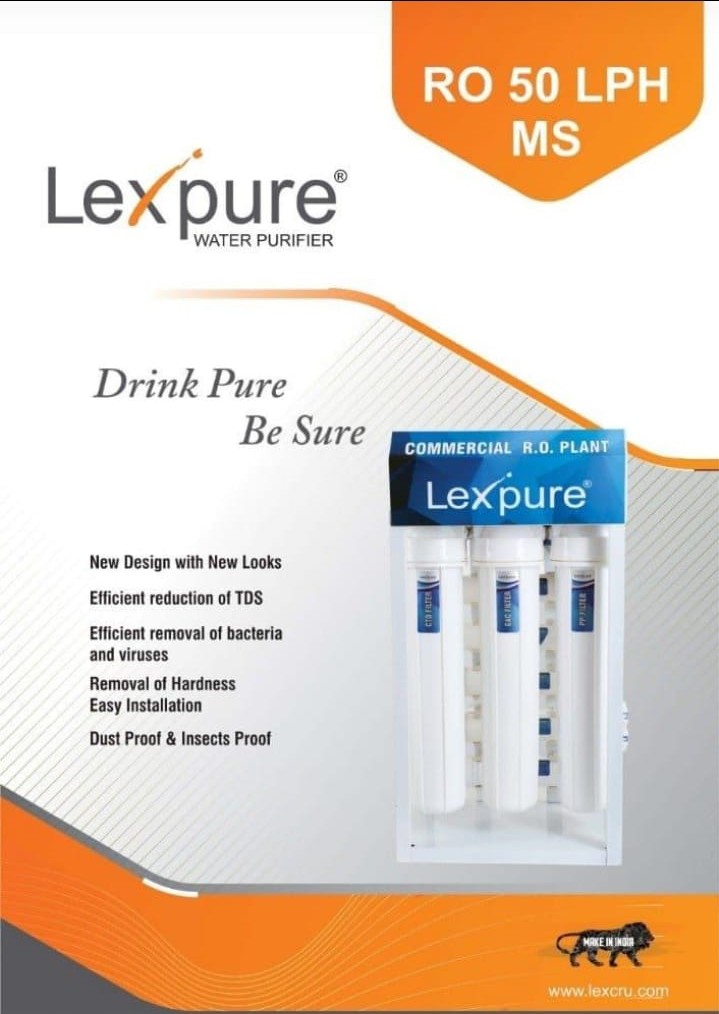 RO 50 LPH
MS
Lexpure®
WATER PURIFIER
Drink Pure
Be Sure
COMMERCIAL R.O. PLANT
Lexpure®
New Design with New Looks
Efficient reduction of TDS
Efficient removal of bacteria
and viruses
Removal of Hardness
Easy Installation
Dust Proof & Insects Proof
CTO FILTER
GAC FILTER
PP FILTER
MAKE IN INDIA
www.lexcru.com